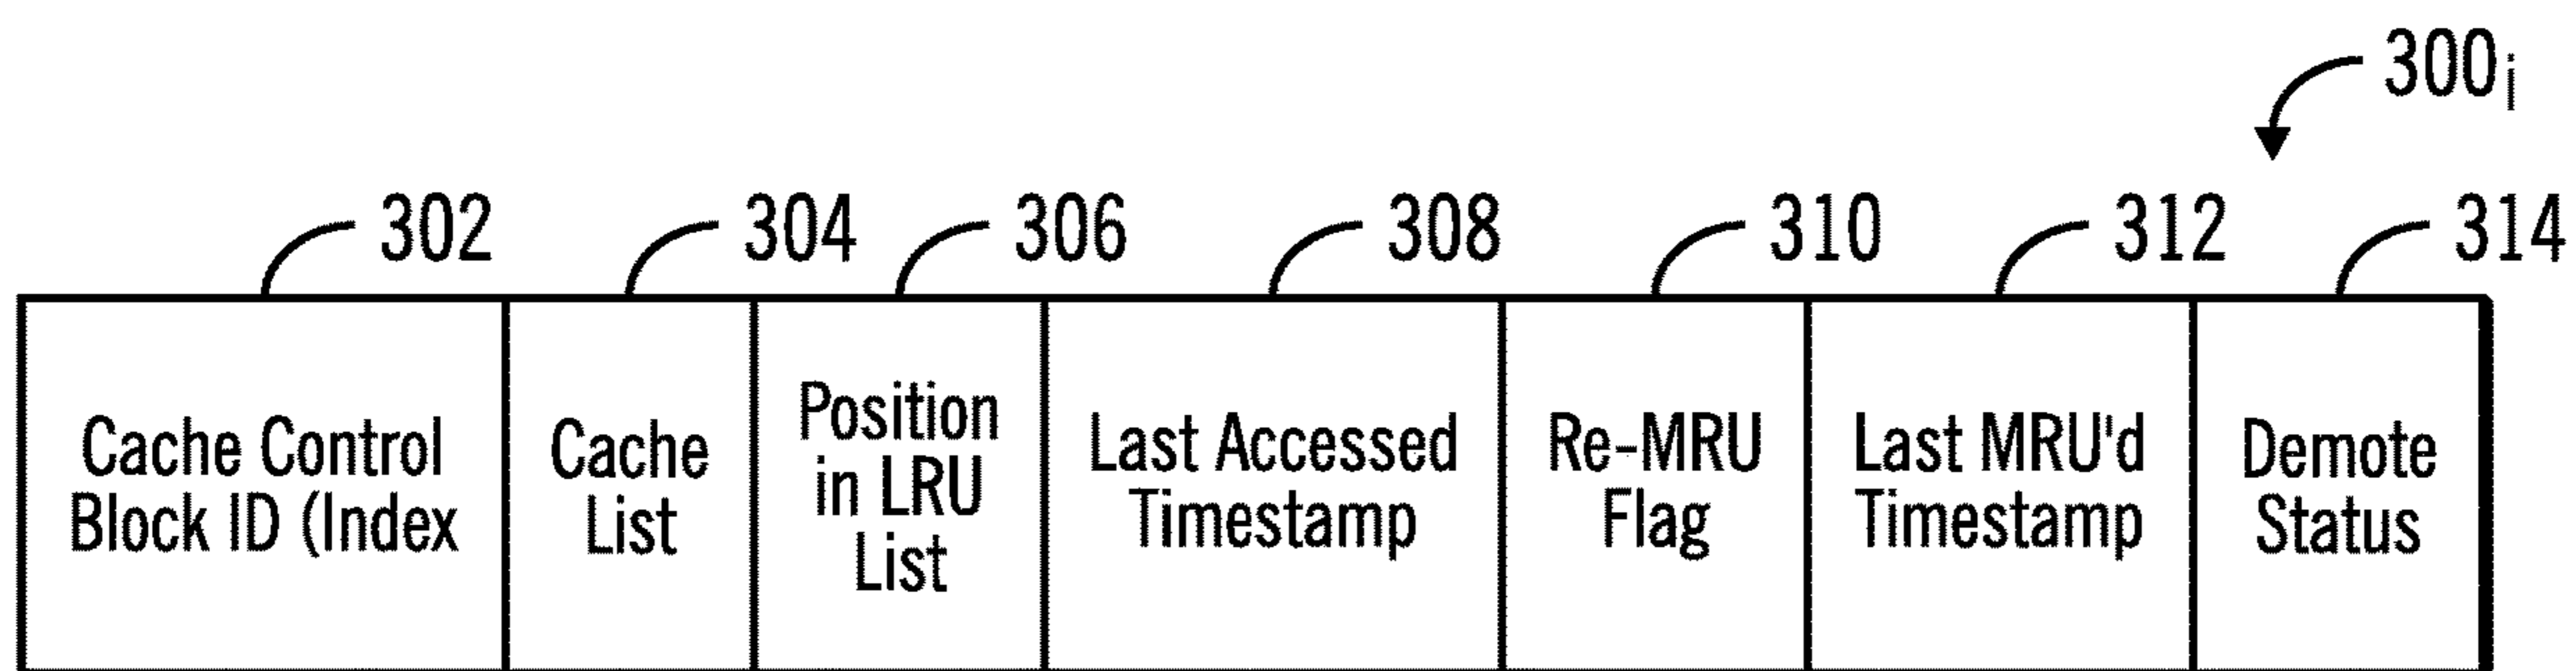 300i
302 304 306 308 310 312 314
Cache Control
Block ID (Index
Cache
List
Position
in LRU
List
Last Accessed
Timestamp
Re-MRU
Flag
Last MRU'd
Timestamp
Demote
Status